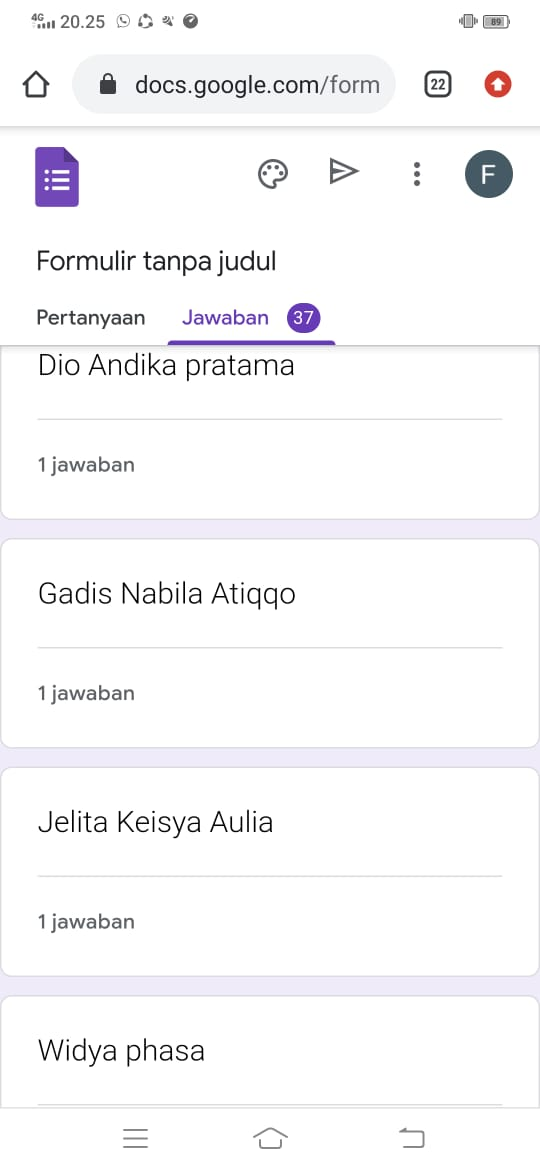 4G 20.25 89
docs.google.com/form 22
F
Formulir tanpa judul
Pertanyaan Jawaban 37
Dio Andika pratama
1 jawaban
Gadis Nabila Atiqqo
1 jawaban
Jelita Keisya Aulia
1 jawaban
Widya phasa